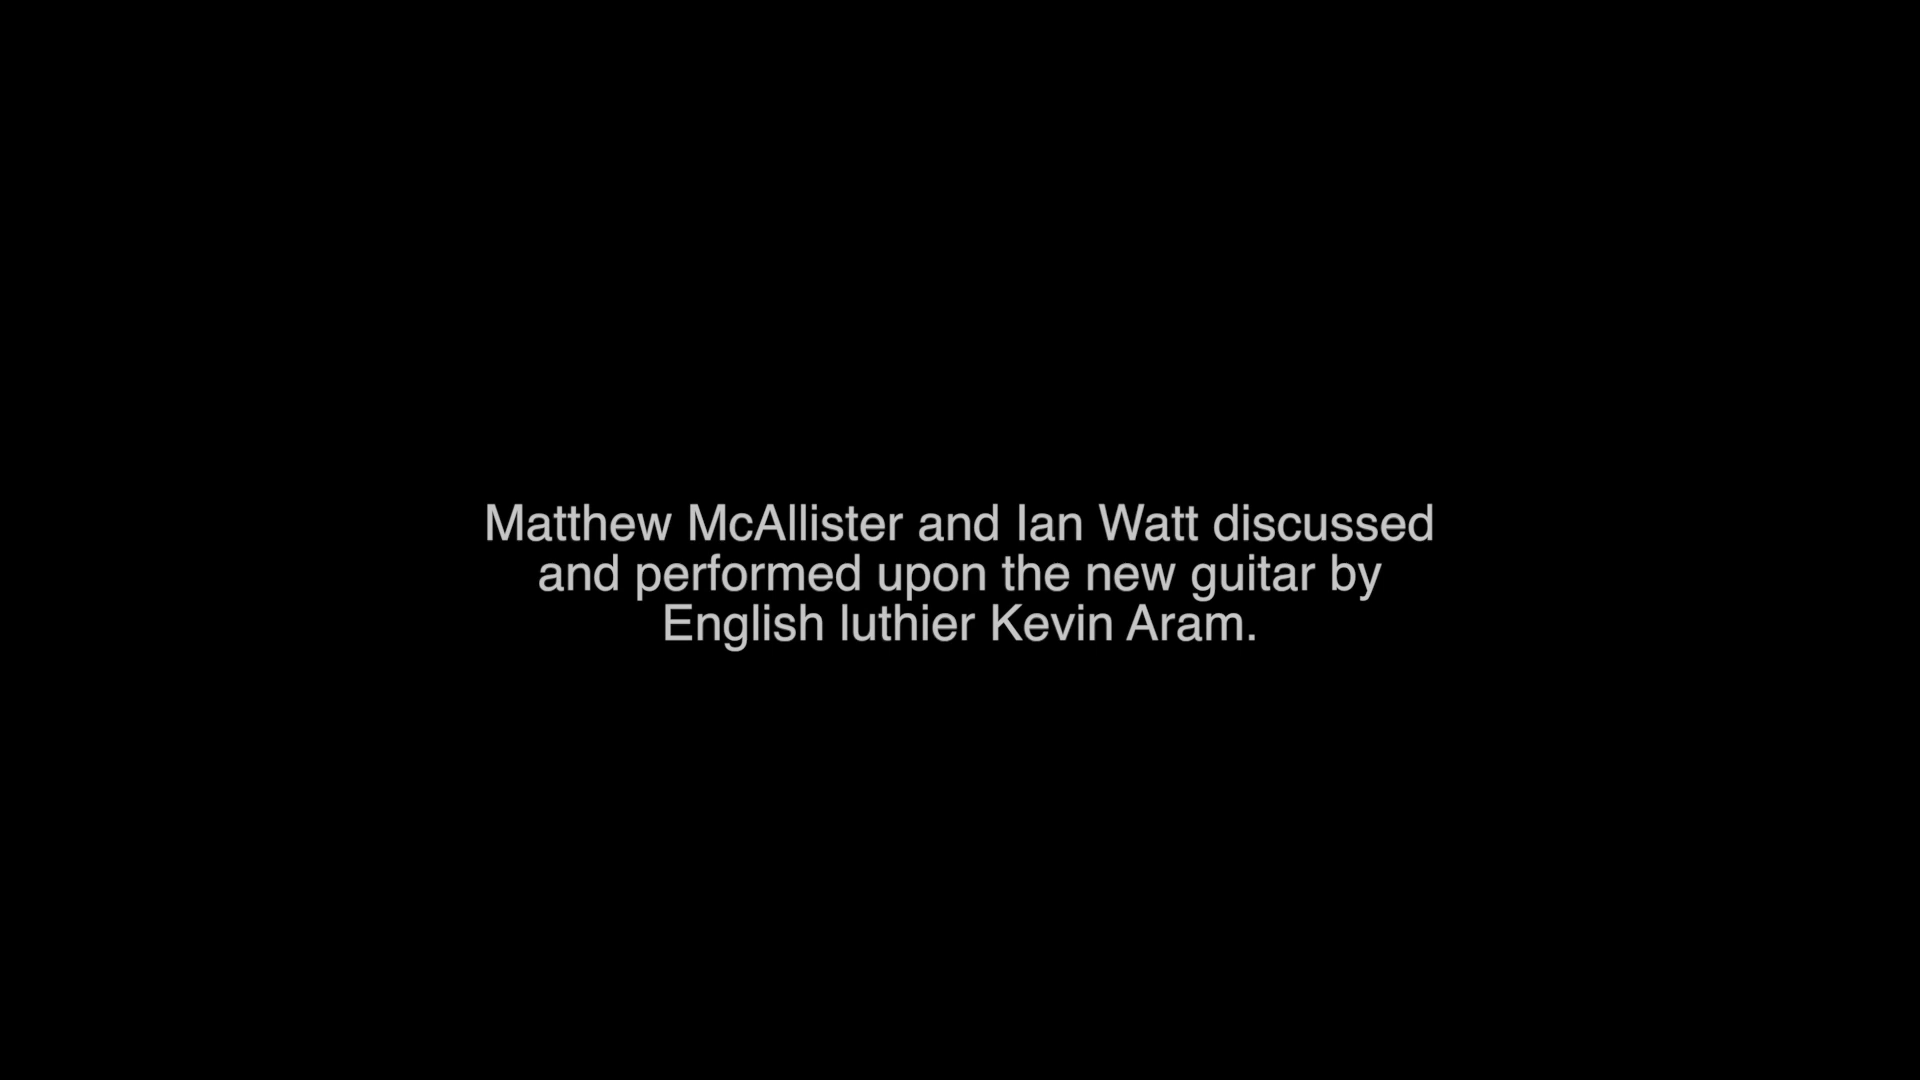 Matthew McAllister and Ian Watt discussed
and performed upon the new guitar by
English luthier Kevin Aram.